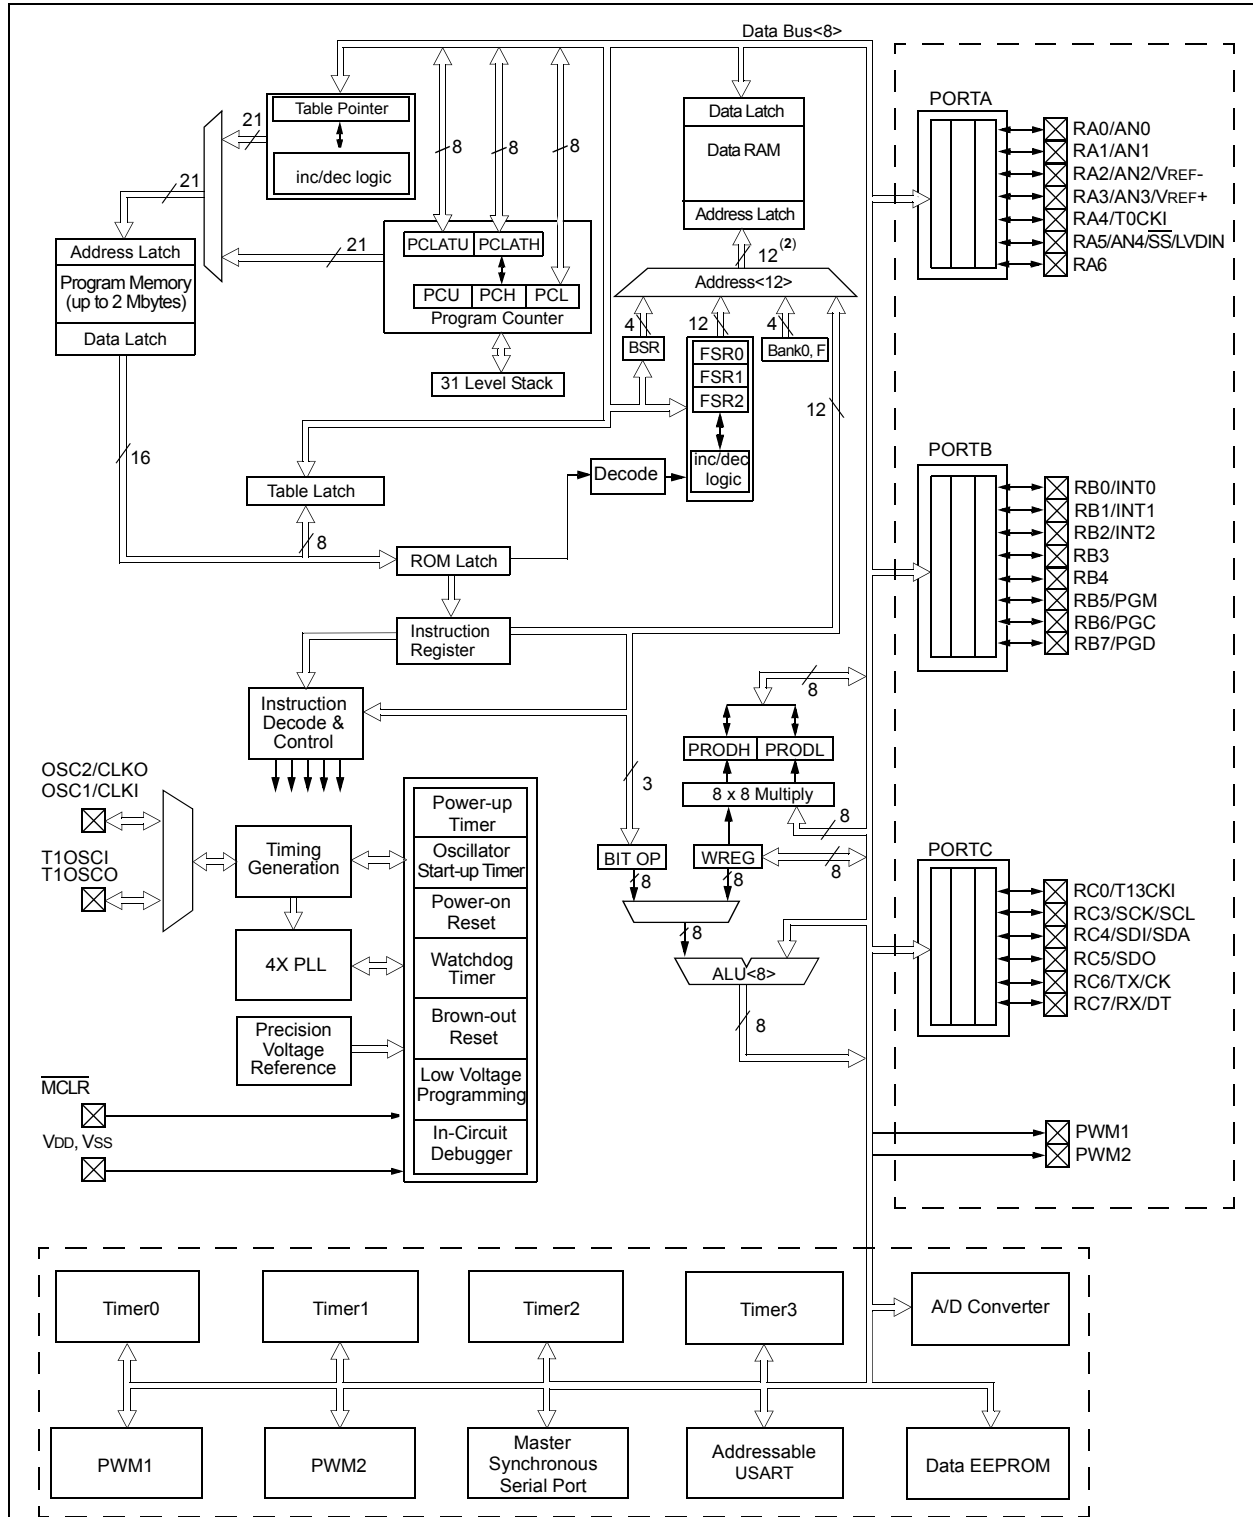 Data Bus<8>
Table Pointer
inc/dec logic
21
21
8
8
8
Data Latch
Data RAM
Address Latch
12(2)
Address<12>
4
12
4
BSR
FSR0
FSR1
FSR2
inc/dec
logic
Bank0, F
12
PCLATU
PCLATH
PCU
PCH
PCL
Program Counter
21
31 Level Stack
Address Latch
Program Memory
(up to 2 Mbytes)
Data Latch
16
Table Latch
8
Decode
ROM Latch
Instruction
Register
Instruction
Decode &
Control
8
PRODH
PRODL
8 x 8 Multiply
3
8
BIT OP
WREG
8
8
8
8
ALU<8>
8
OSC2/CLKO
OSC1/CLKI
T1OSCI
T1OSCO
Timing
Generation
4X PLL
Precision
Voltage
Reference
MCLR
VDD, VSS
Power-up
Timer
Oscillator
Start-up Timer
Power-on
Reset
Watchdog
Timer
Brown-out
Reset
Low Voltage
Programming
In-Circuit
Debugger
PORTA
RA0/AN0
RA1/AN1
RA2/AN2/VREF-
RA3/AN3/VREF+
RA4/T0CKI
RA5/AN4/SS/LVDIN
RA6
PORTB
RB0/INT0
RB1/INT1
RB2/INT2
RB3
RB4
RB5/PGM
RB6/PGC
RB7/PGD
PORTC
RC0/T13CKI
RC3/SCK/SCL
RC4/SDI/SDA
RC5/SDO
RC6/TX/CK
RC7/RX/DT
PWM1
PWM2
Timer0
Timer1
Timer2
Timer3
A/D Converter
PWM1
PWM2
Master
Synchronous
Serial Port
Addressable
USART
Data EEPROM